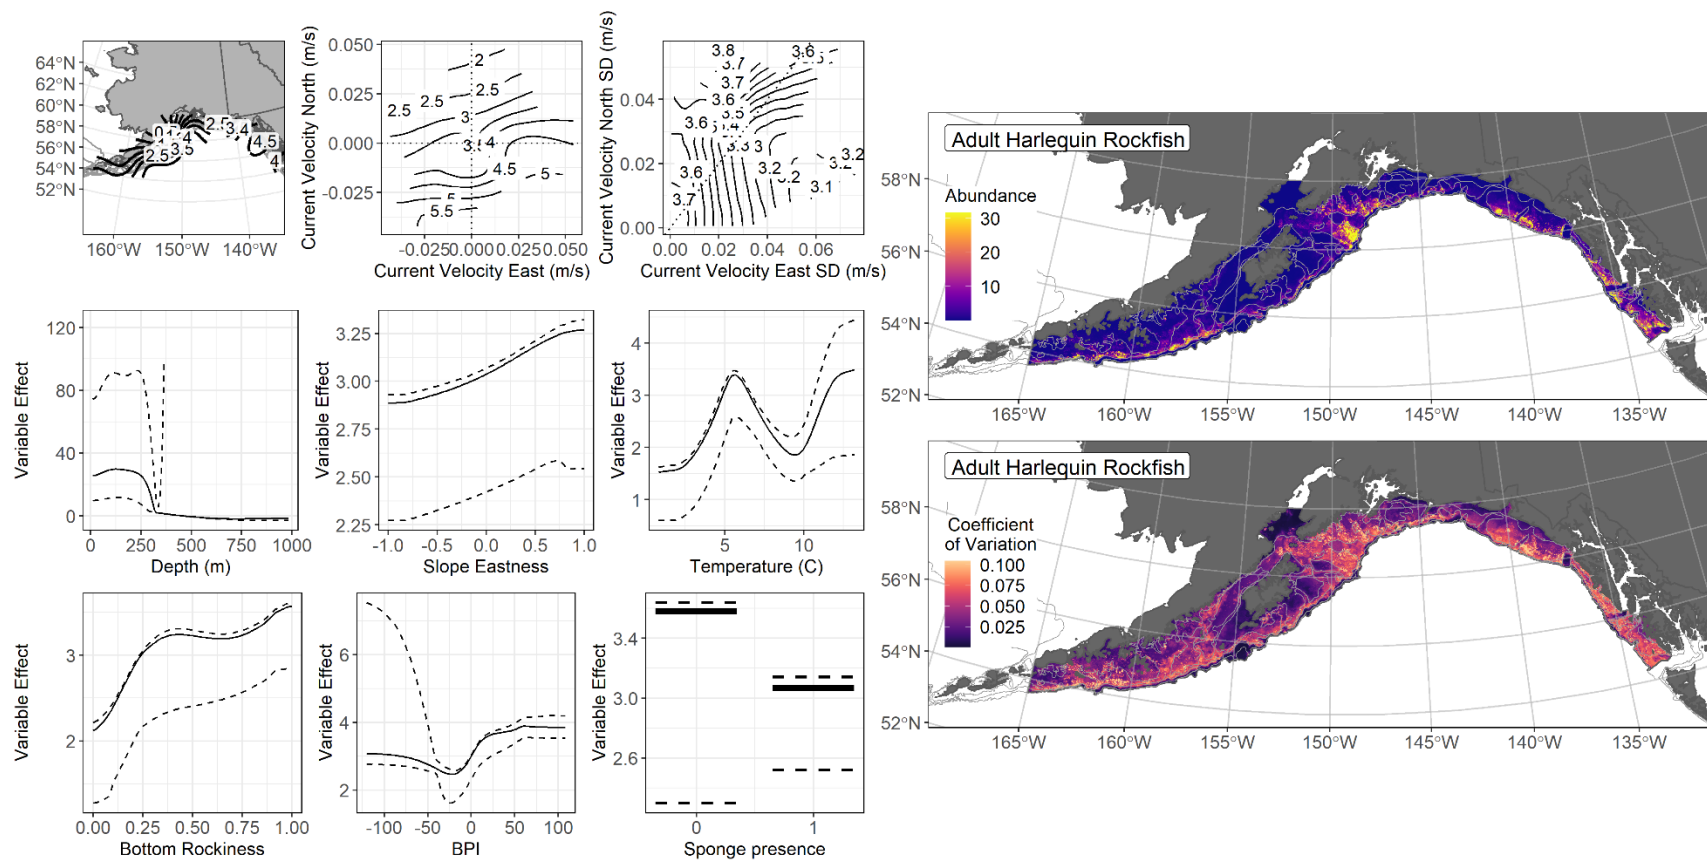 64°N
62°N
60°N
58°N
56°N
54°N
52°N
160°W 150°W 140°W
2.5 3.4
4
4.5
2.5 3.5
4
Current Velocity North (m/s)
0.050
0.025
0.000
-0.025
2
2.5 2.5
3
4
4.5
5
5
5.5
-0.025 0.000 0.025 0.050
Current Velocity East (m/s)
Current Velocity North SD (m/s)
0.04
0.02
0.00
3.8 3.6
3.7
3.7
3.6
3.5
3.6
3.3
3.2
3.2
3.2
3.6
3.1
3.7
0.00 0.02 0.04 0.06
Current Velocity East SD (m/s)
Variable Effect
120
80
40
0
0 250 500 750 1000
Depth (m)
Variable Effect
3.25
3.00
2.75
2.50
2.25
-1.0 -0.5 0.0 0.5 1.0
Slope Eastness
Variable Effect
4
3
2
1
5 10
Temperature (C)
Variable Effect
3
2
0.00 0.25 0.50 0.75 1.00
Bottom Rockiness
Variable Effect
6
4
2
-100 -50 0 50 100
BPI
Variable Effect
3.4
3.0
2.6
0 1
Sponge presence
Adult Harlequin Rockfish
Abundance
30
20
10
58°N
56°N
54°N
52°N
165°W 160°W 155°W 150°W 145°W 140°W 135°W
Adult Harlequin Rockfish
Coefficient
of Variation
0.100
0.075
0.050
0.025
58°N
56°N
54°N
52°N
165°W 160°W 155°W 150°W 145°W 140°W 135°W